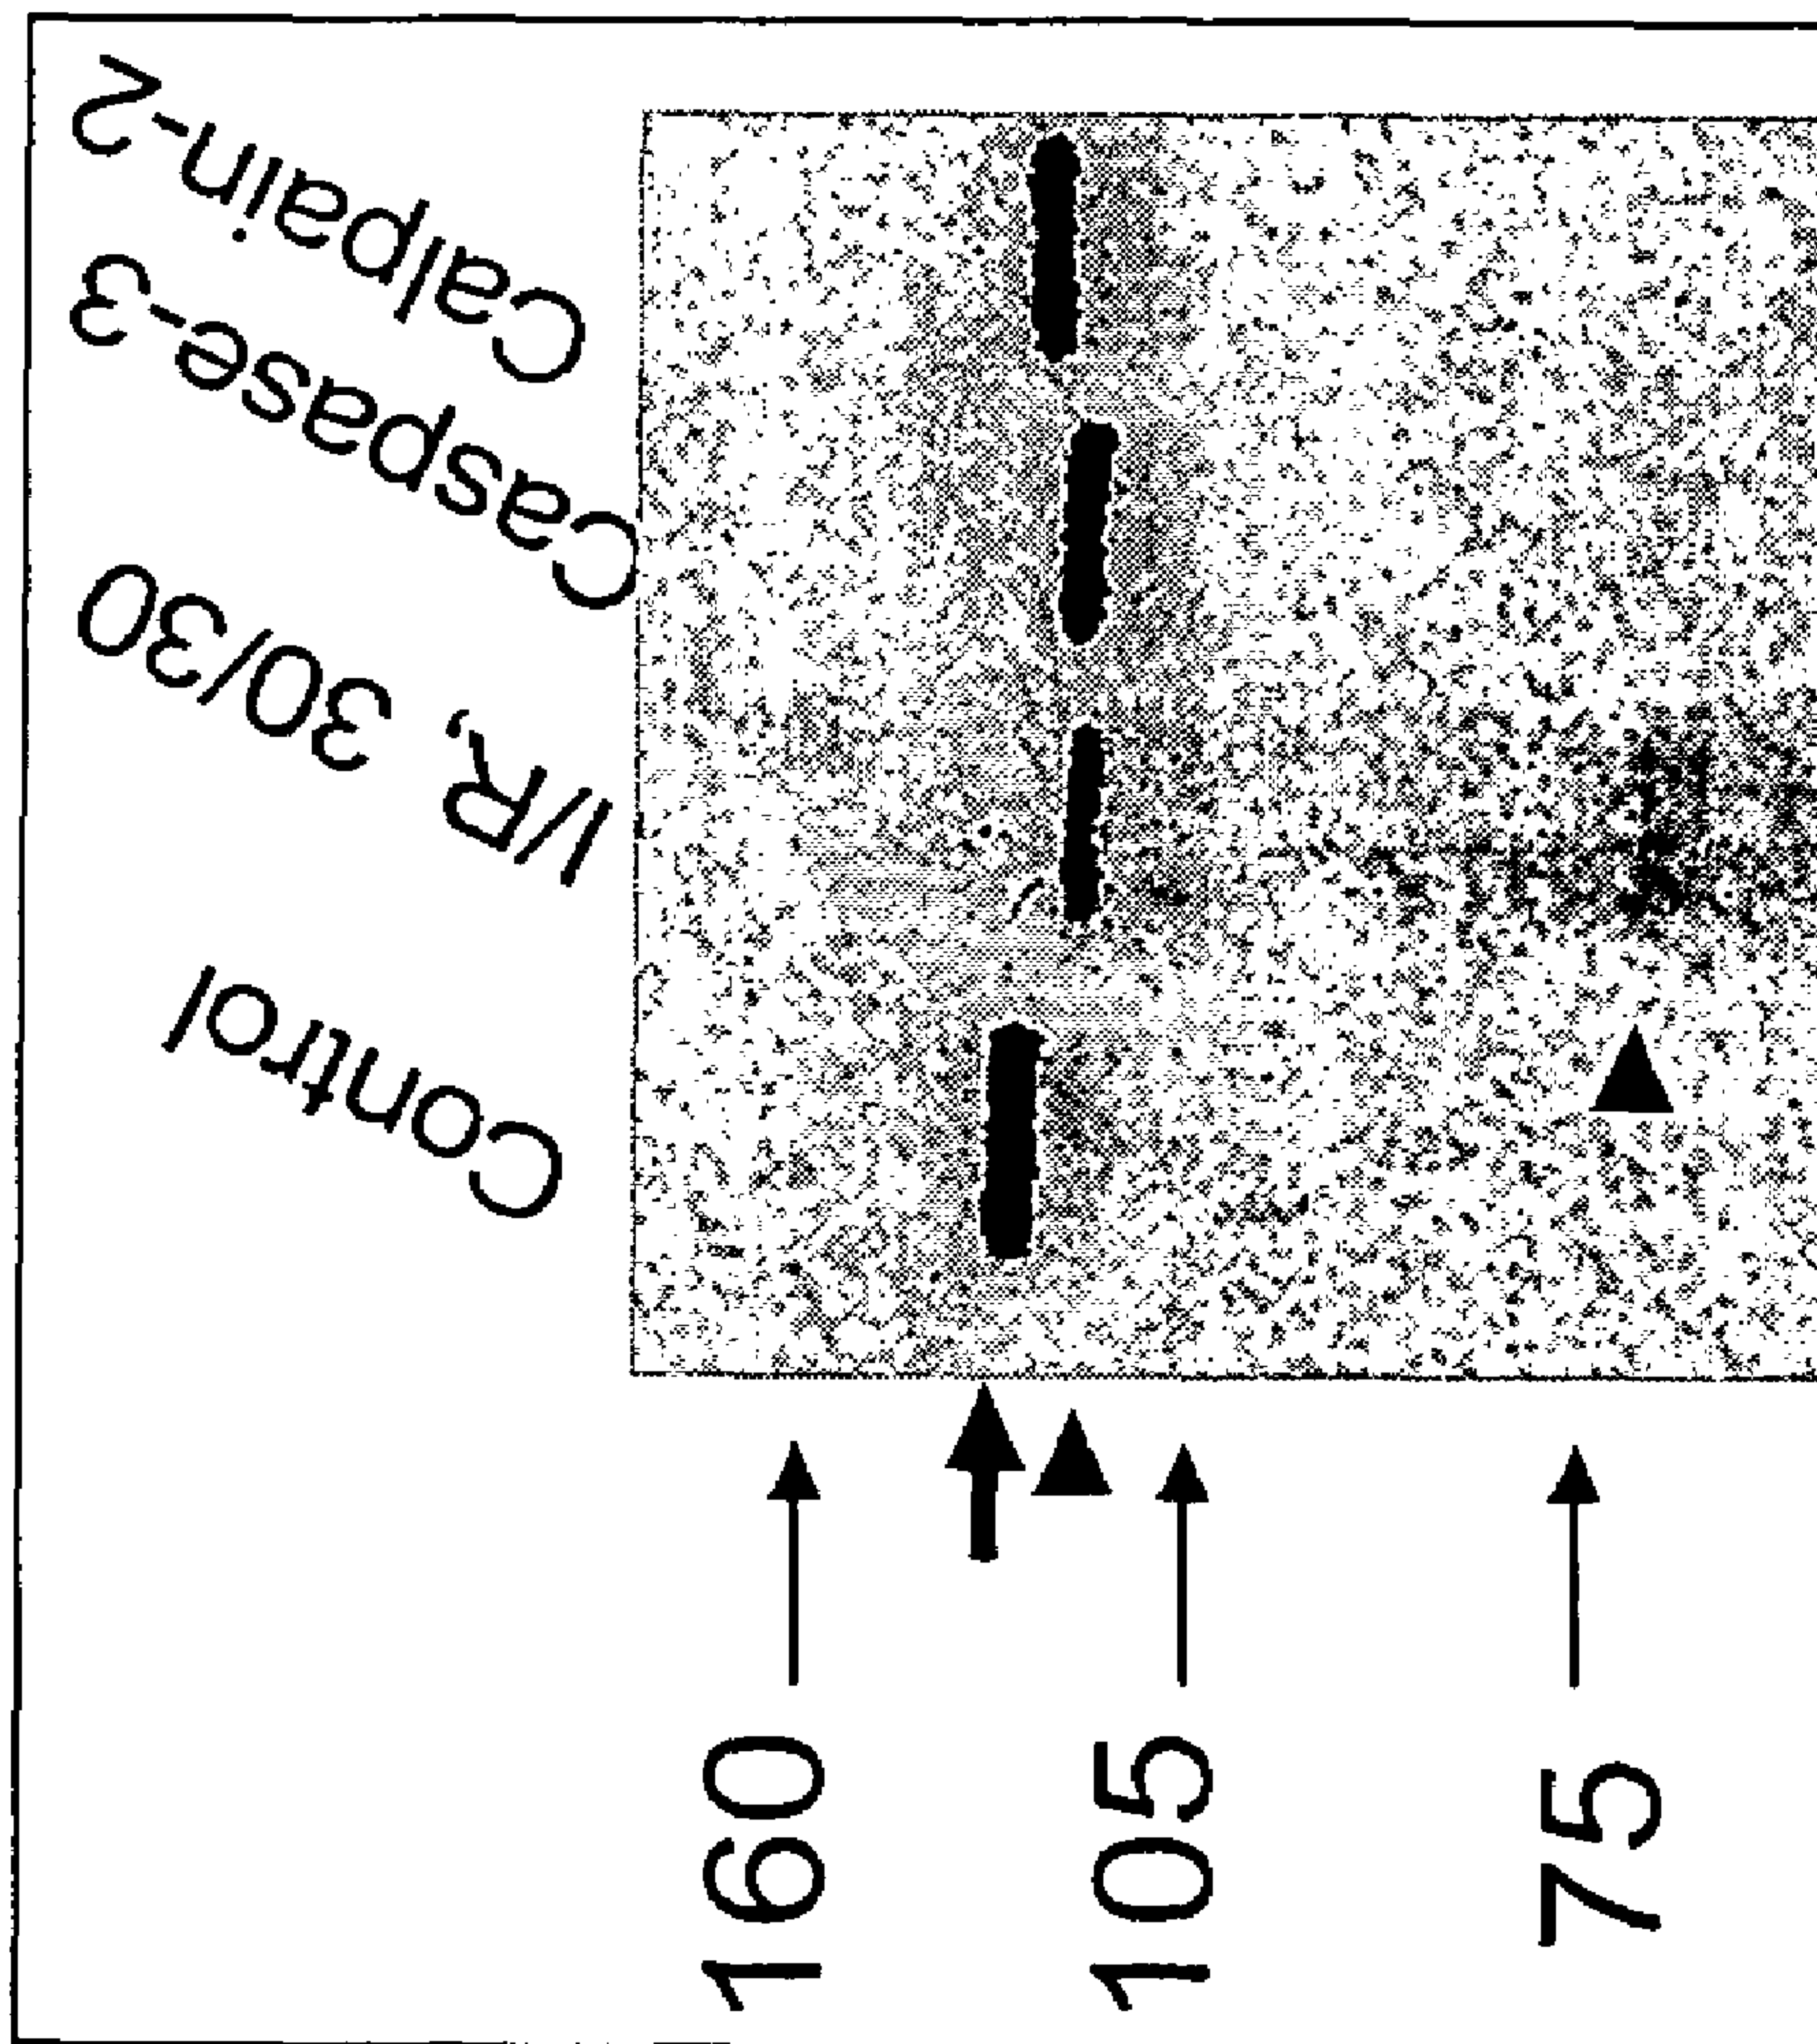 Control
I/R, 30/30
Caspase-3
Calpain-2
160
105
75